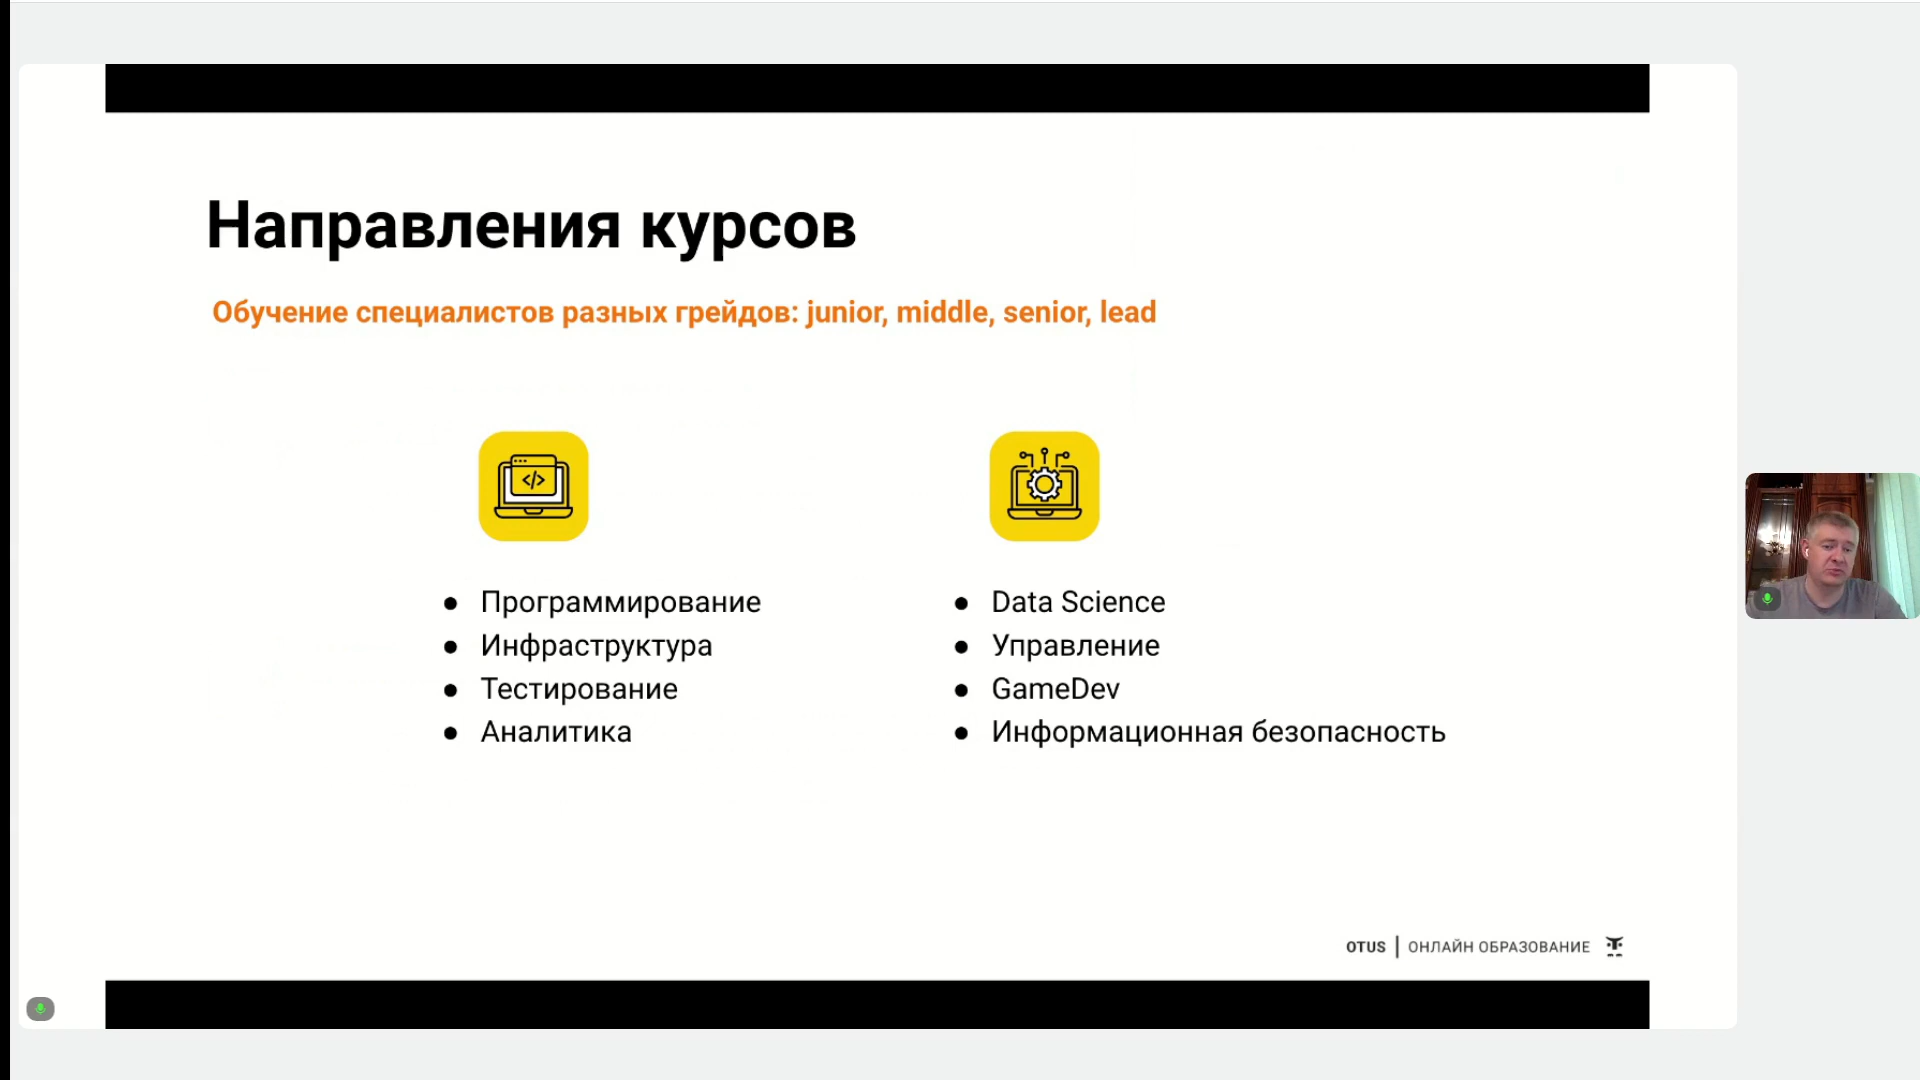 Направления курсов
Обучение специалистов разных грейдов: junior, middle, senior, lead
</>
● Программирование
● Инфраструктура
● Тестирование
● Аналитика
● Data Science
● Управление
● GameDev
● Информационная безопасность
OTUS | ОНЛАЙН ОБРАЗОВАНИЕ